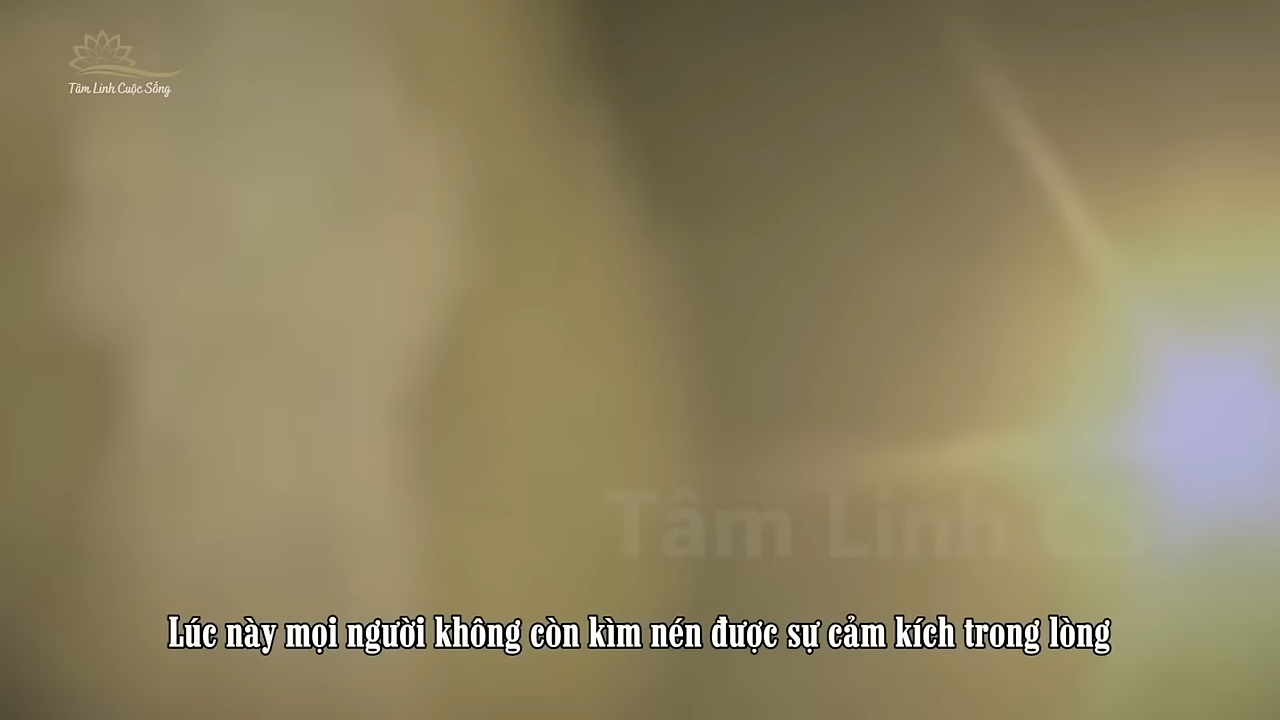 Tâm Linh Cuộc Sống
Tâm Linh
Lúc này mọi người không còn kìm nén được sự cảm kích trong lòng